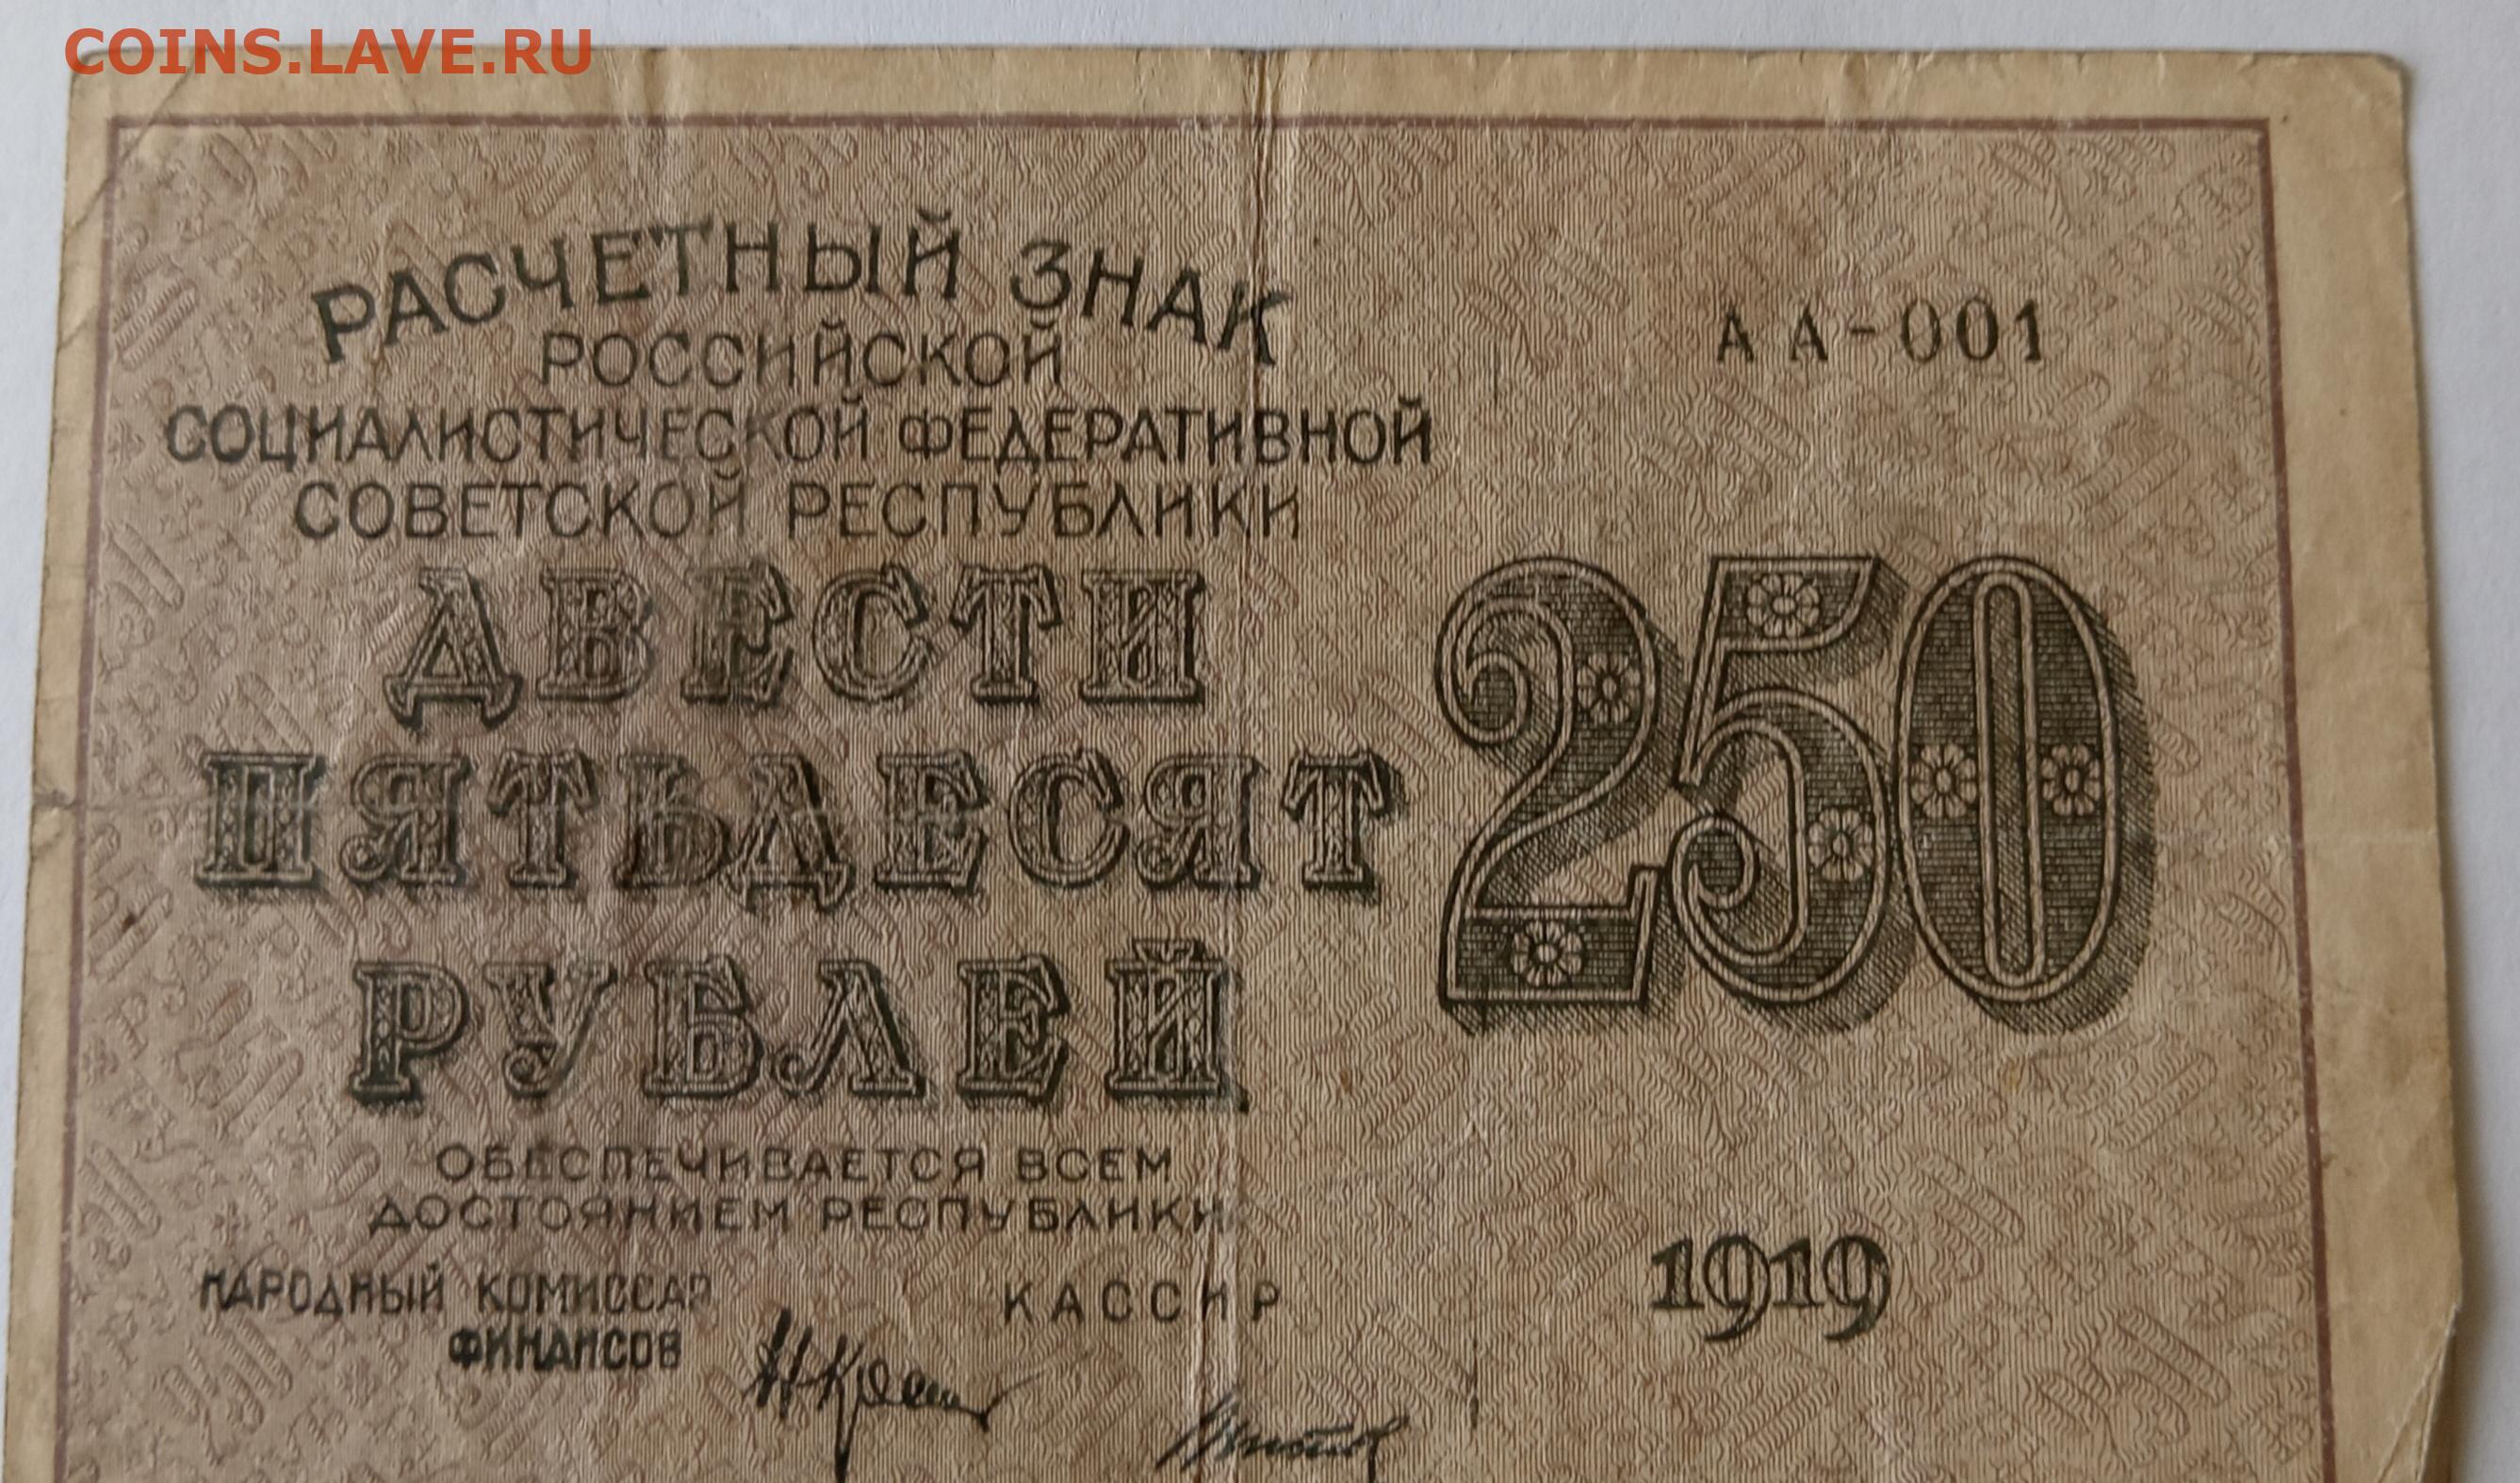 COINS.LAVE.RU
РАСЧЕТНЫЙ ЗНАК
РОССИЙСКОЙ
СОЦИАЛИСТИЧЕСКОЙ ФЕДЕРАТИВНОЙ
СОВЕТСКОЙ РЕСПУБЛИКИ
АА-001
ДВЕСТИ
ПЯТЬДЕСЯТ
РУБЛЕЙ
250
ОБЕСПЕЧИВАЕТСЯ ВСЕМ
ДОСТОЯНИЕМ РЕСПУБЛИКИ
НАРОДНЫЙ КОМИССАР
ФИНАНСОВ
КАССИР
1919